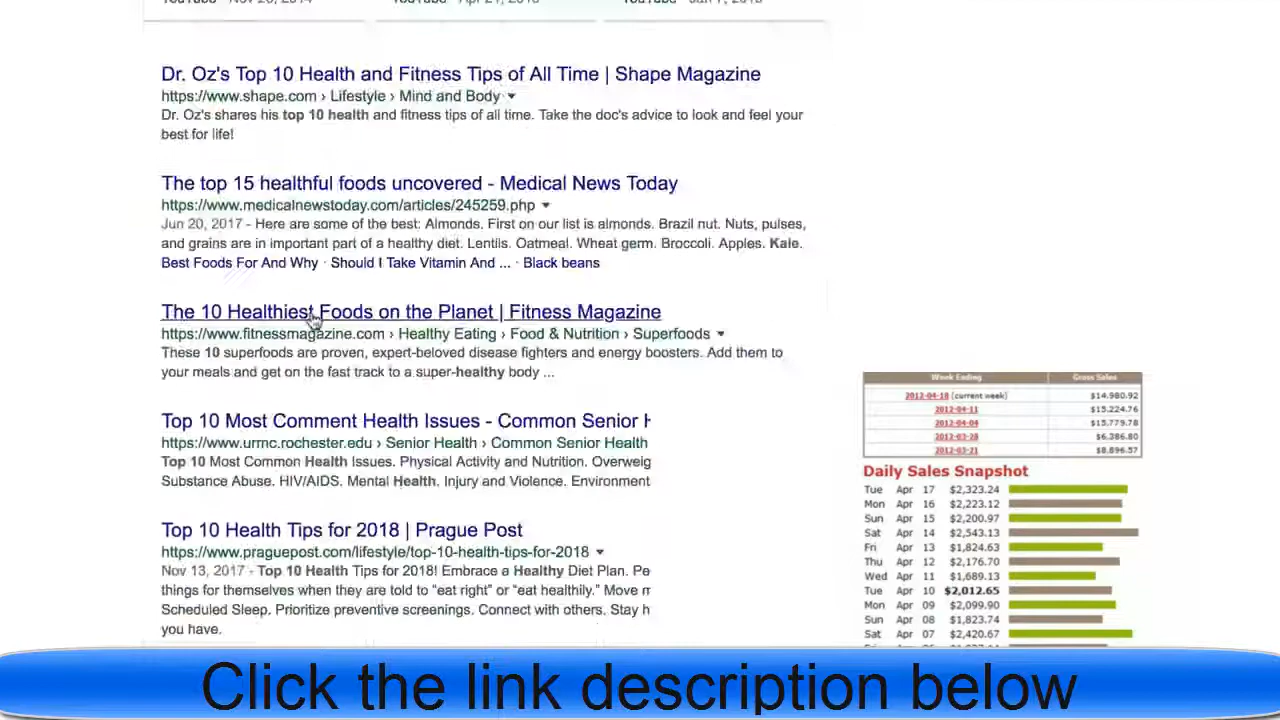 YouTube - Nov 20, 2014
YouTube
YouTube
Dr. Oz's Top 10 Health and Fitness Tips of All Time | Shape Magazine
https://www.shape.com › Lifestyle › Mind and Body
Dr. Oz's shares his top 10 health and fitness tips of all time. Take the doc's advice to look and feel your
best for life!
The top 15 healthful foods uncovered - Medical News Today
https://www.medicalnewstoday.com/articles/245259.php
Jun 20, 2017 - Here are some of the best: Almonds. First on our list is almonds. Brazil nut. Nuts, pulses,
and grains are in important part of a healthy diet. Lentils. Oatmeal. Wheat germ. Broccoli. Apples. Kale.
Best Foods For And Why · Should I Take Vitamin And ... · Black beans
The 10 Healthiest Foods on the Planet | Fitness Magazine
https://www.fitnessmagazine.com › Healthy Eating › Food & Nutrition › Superfoods
These 10 superfoods are proven, expert-beloved disease fighters and energy boosters. Add them to
your meals and get on the fast track to a super-healthy body ...
Top 10 Most Comment Health Issues - Common Senior H
https://www.urmc.rochester.edu › Senior Health › Common Senior Health
Top 10 Most Common Health Issues. Physical Activity and Nutrition. Overweig
Substance Abuse. HIV/AIDS. Mental Health. Injury and Violence. Environment
Top 10 Health Tips for 2018 | Prague Post
https://www.praguepost.com/lifestyle/top-10-health-tips-for-2018
Nov 13, 2017 - Top 10 Health Tips for 2018! Embrace a Healthy Diet Plan. Pe
things for themselves when they are told to “eat right” or “eat healthily.” Move m
Scheduled Sleep. Prioritize preventive screenings. Connect with others. Stay h
you have.
Week Ending Gross Sales
2012-04-18 (current week) $14,980.92
2012-04-11 $15,224.76
2012-04-04 $15,779.78
2012-03-28 $6,386.80
2012-03-21 $8,896.57
Daily Sales Snapshot
Tue Apr 17 $2,323.24
Mon Apr 16 $2,223.12
Sun Apr 15 $2,200.97
Sat Apr 14 $2,543.13
Fri Apr 13 $1,824.63
Thu Apr 12 $2,176.70
Wed Apr 11 $1,689.13
Tue Apr 10 $2,012.65
Mon Apr 09 $2,099.90
Sun Apr 08 $1,823.74
Sat Apr 07 $2,420.67
Click the link description below